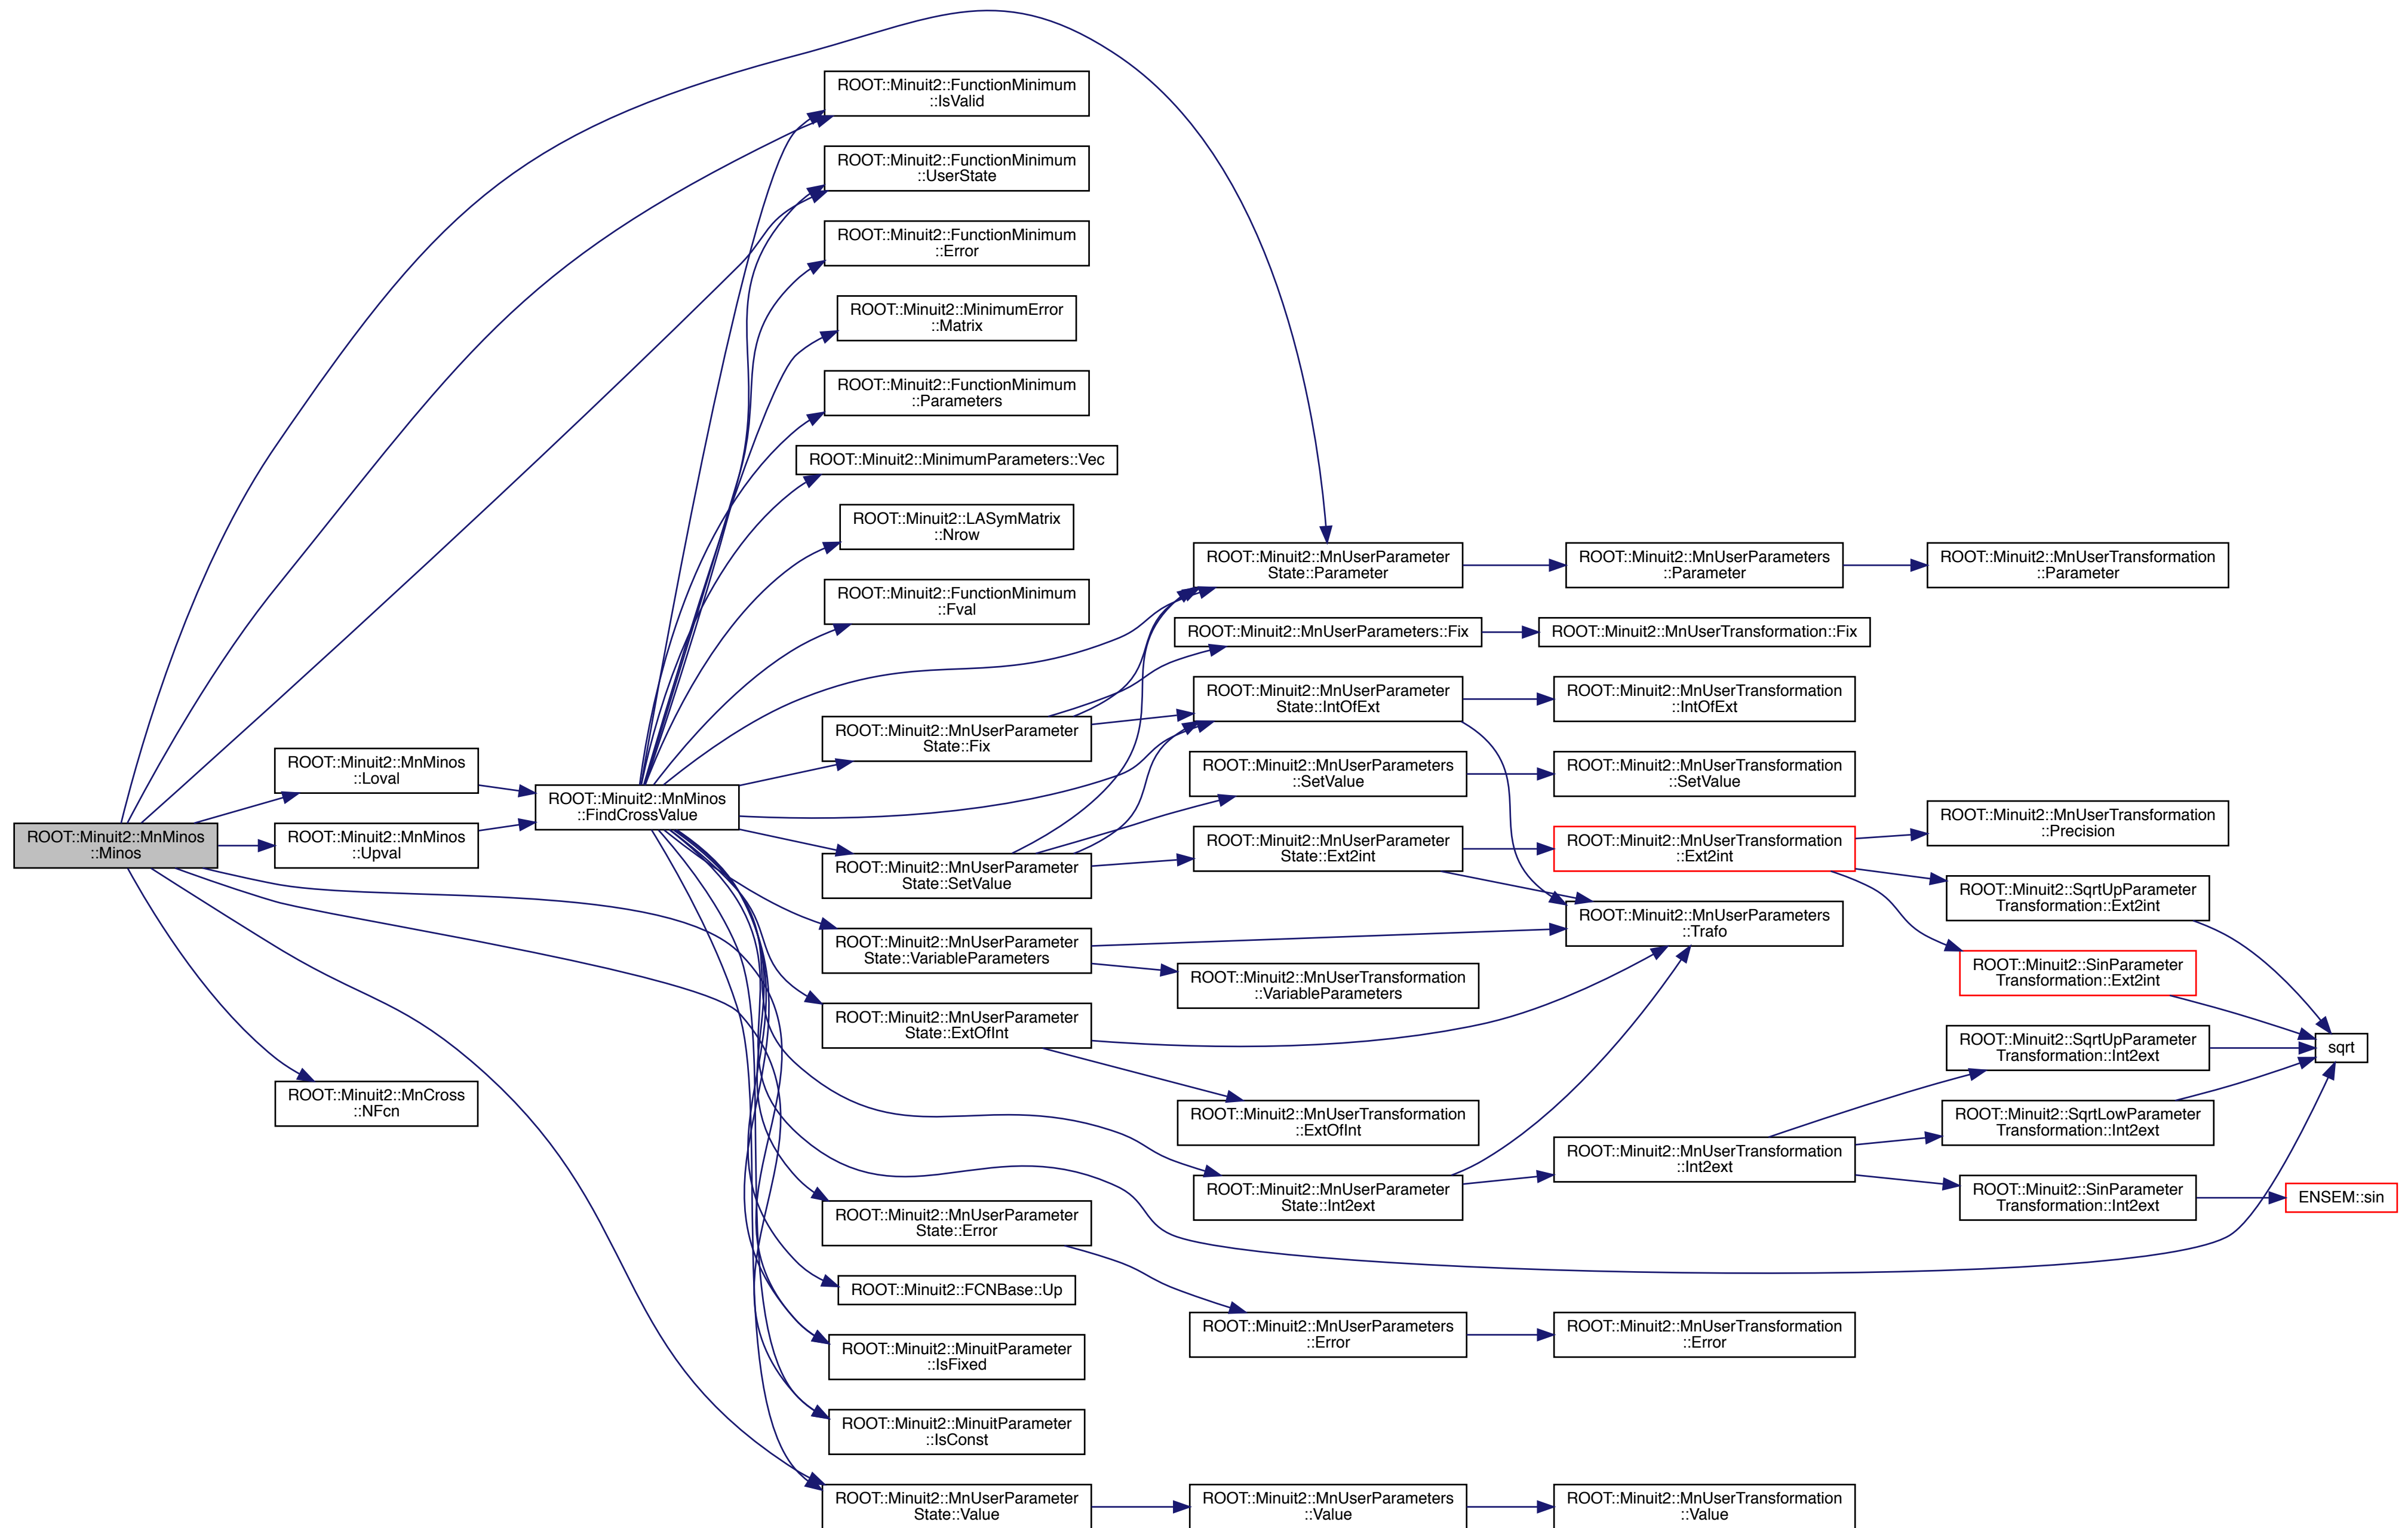 ROOT::Minuit2::MnMinos
::Minos
ROOT::Minuit2::MnMinos
::Loval
ROOT::Minuit2::MnMinos
::Upval
ROOT::Minuit2::MnCross
::NFcn
ROOT::Minuit2::MnMinos
::FindCrossValue
ROOT::Minuit2::FunctionMinimum
::IsValid
ROOT::Minuit2::FunctionMinimum
::UserState
ROOT::Minuit2::FunctionMinimum
::Error
ROOT::Minuit2::MinimumError
::Matrix
ROOT::Minuit2::FunctionMinimum
::Parameters
ROOT::Minuit2::MinimumParameters::Vec
ROOT::Minuit2::LASymMatrix
::Nrow
ROOT::Minuit2::FunctionMinimum
::Fval
ROOT::Minuit2::MnUserParameter
State::Fix
ROOT::Minuit2::MnUserParameter
State::SetValue
ROOT::Minuit2::MnUserParameter
State::VariableParameters
ROOT::Minuit2::MnUserParameter
State::ExtOfInt
ROOT::Minuit2::MnUserParameter
State::Error
ROOT::Minuit2::FCNBase::Up
ROOT::Minuit2::MinuitParameter
::IsFixed
ROOT::Minuit2::MinuitParameter
::IsConst
ROOT::Minuit2::MnUserParameter
State::Value
ROOT::Minuit2::MnUserParameter
State::Parameter
ROOT::Minuit2::MnUserParameters::Fix
ROOT::Minuit2::MnUserParameter
State::IntOfExt
ROOT::Minuit2::MnUserParameters
::SetValue
ROOT::Minuit2::MnUserParameter
State::Ext2int
ROOT::Minuit2::MnUserTransformation
::VariableParameters
ROOT::Minuit2::MnUserTransformation
::ExtOfInt
ROOT::Minuit2::MnUserParameter
State::Int2ext
ROOT::Minuit2::MnUserParameters
::Error
ROOT::Minuit2::MnUserParameters
::Value
ROOT::Minuit2::MnUserParameters
::Parameter
ROOT::Minuit2::MnUserTransformation::Fix
ROOT::Minuit2::MnUserTransformation
::IntOfExt
ROOT::Minuit2::MnUserTransformation
::SetValue
ROOT::Minuit2::MnUserTransformation
::Ext2int
ROOT::Minuit2::MnUserParameters
::Trafo
ROOT::Minuit2::MnUserTransformation
::Int2ext
ROOT::Minuit2::MnUserTransformation
::Error
ROOT::Minuit2::MnUserTransformation
::Value
ROOT::Minuit2::MnUserTransformation
::Parameter
ROOT::Minuit2::MnUserTransformation
::Precision
ROOT::Minuit2::SqrtUpParameter
Transformation::Ext2int
ROOT::Minuit2::SinParameter
Transformation::Ext2int
ROOT::Minuit2::SqrtUpParameter
Transformation::Int2ext
ROOT::Minuit2::SqrtLowParameter
Transformation::Int2ext
ROOT::Minuit2::SinParameter
Transformation::Int2ext
sqrt
ENSEM::sin